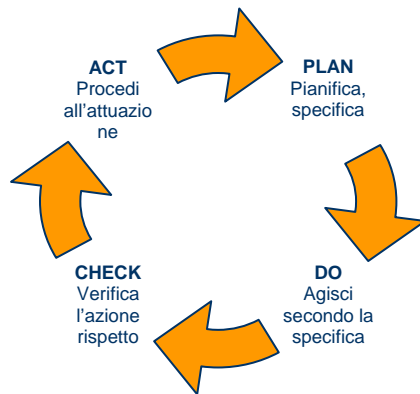 ACT
Procedi
all'attuazio
ne
PLAN
Pianifica,
specifica
DO
Agisci
secondo la
specifica
CHECK
Verifica
l'azione
rispetto